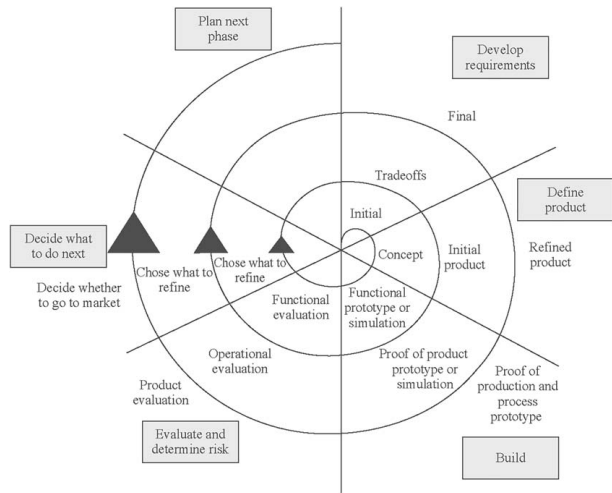 Plan next
phase
Develop
requirements
Final
Tradeoffs
Define
product
Initial
Decide what
to do next
Concept
Initial
product
Refined
product
Chose what to
refine
Chose what to
refine
Decide whether
to go to market
Functional
evaluation
Functional
prototype or
simulation
Operational
evaluation
Proof of product
prototype or
simulation
Product
evaluation
Proof of
production and
process
prototype
Evaluate and
determine risk
Build